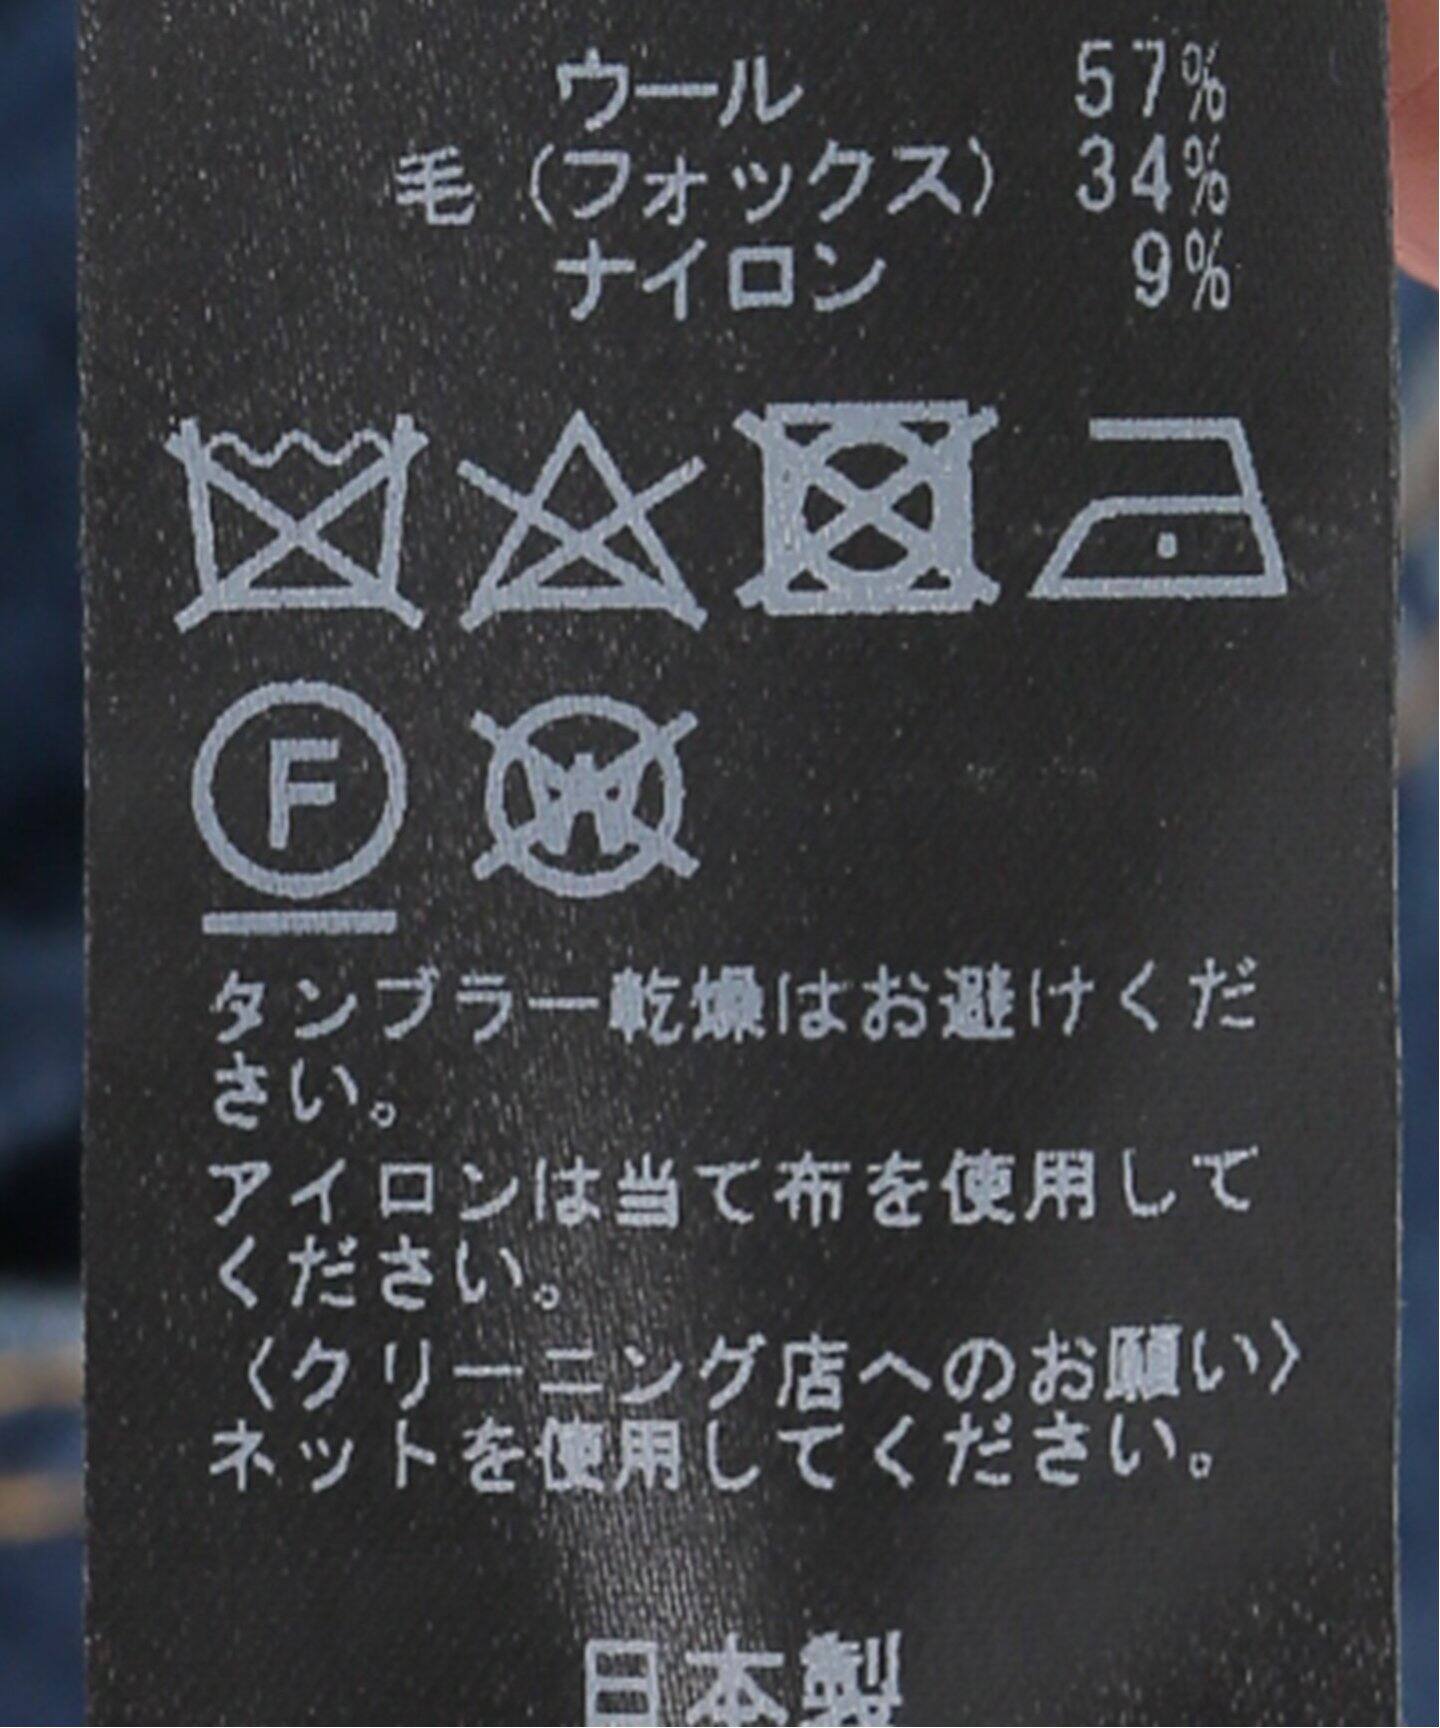 ウール 57%
毛(フォックス) 34%
ナイロン 9%
F
W
タンブラー乾燥はお避けくだ
さい。
アイロンは当て布を使用して
ください。
〈クリーニング店へのお願い〉
ネットを使用してください。
日本製